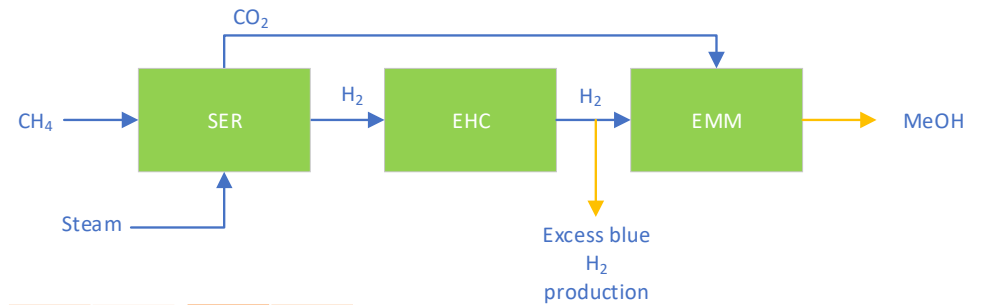 CO₂
CH₄
SER
H₂
EHC
H₂
EMM
MeOH
Steam
Excess blue
H₂
production